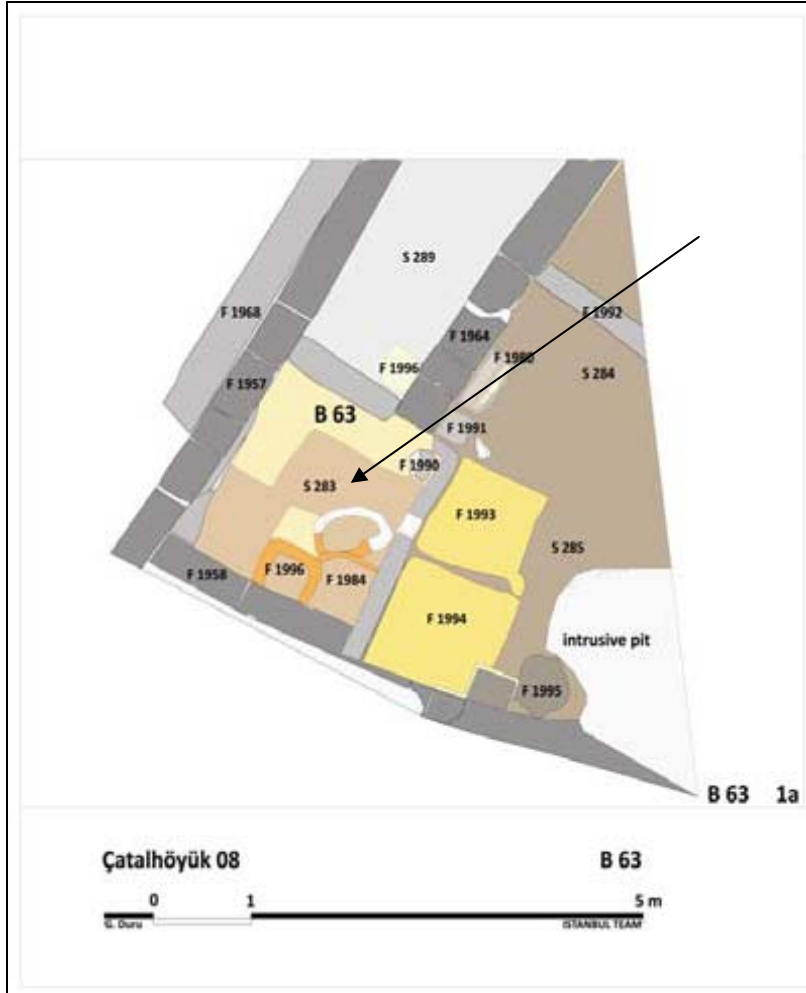 S 289
F 1968
F 1964
F 1992
F 1980
S 284
F 1996
F 1957
B 63
F 1991
F 1990
S 283
F 1993
S 285
F 1958
F 1996
F 1984
F 1994
intrusive pit
F 1995
B 63 1a
Çatalhöyük 08 B 63
0 1 5 m
G. Duru ISTANBUL TEAM